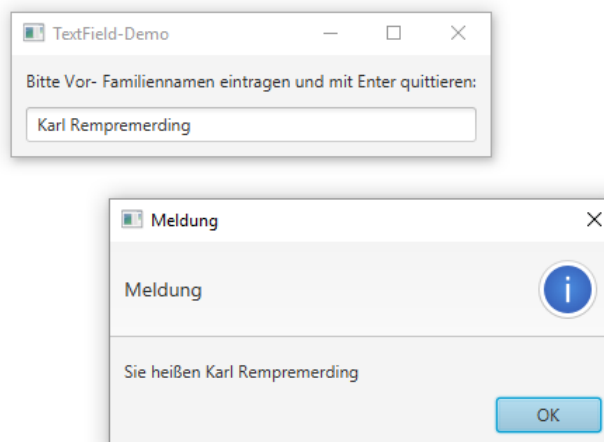 TextField-Demo
Bitte Vor- Familiennamen eintragen und mit Enter quittieren:
Karl Rempremerding
Meldung
Meldung
Sie heißen Karl Rempremerding
OK